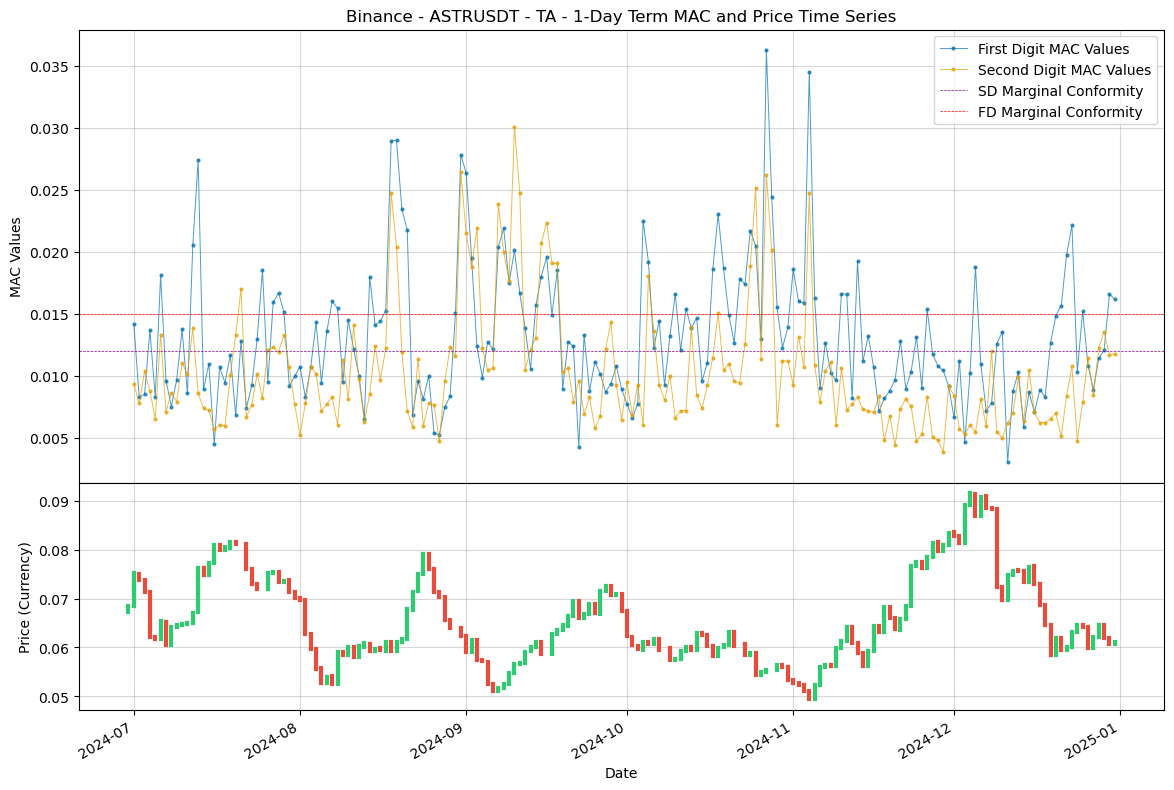 Binance - ASTRUSDT - TA - 1-Day Term MAC and Price Time Series
First Digit MAC Values
Second Digit MAC Values
SD Marginal Conformity
FD Marginal Conformity
MAC Values
0.035
0.030
0.025
0.020
0.015
0.010
0.005
Price (Currency)
0.09
0.08
0.07
0.06
0.05
2024-07
2024-08
2024-09
2024-10
2024-11
2024-12
2025-01
Date